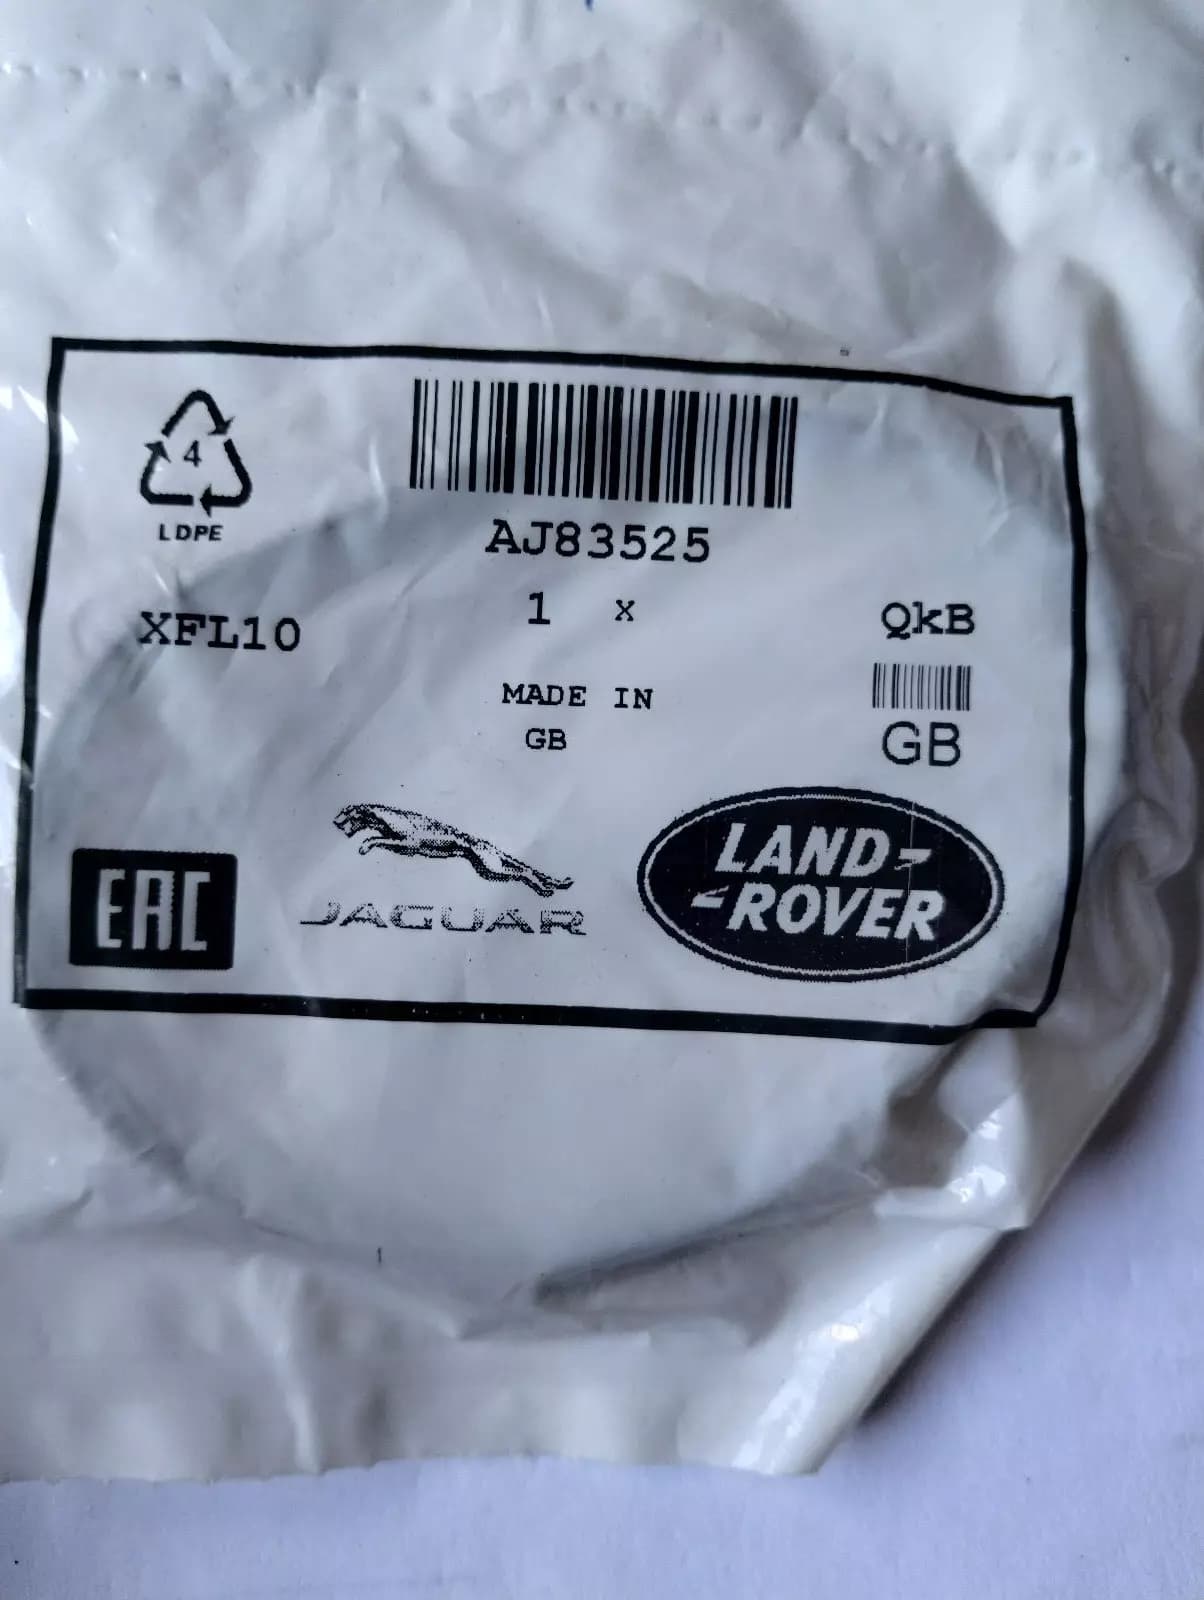 4
LDPE
AJ83525
XFL10
1 x
QkB
MADE IN
GB
GB
EAC
JAGUAR
LAND-
-ROVER